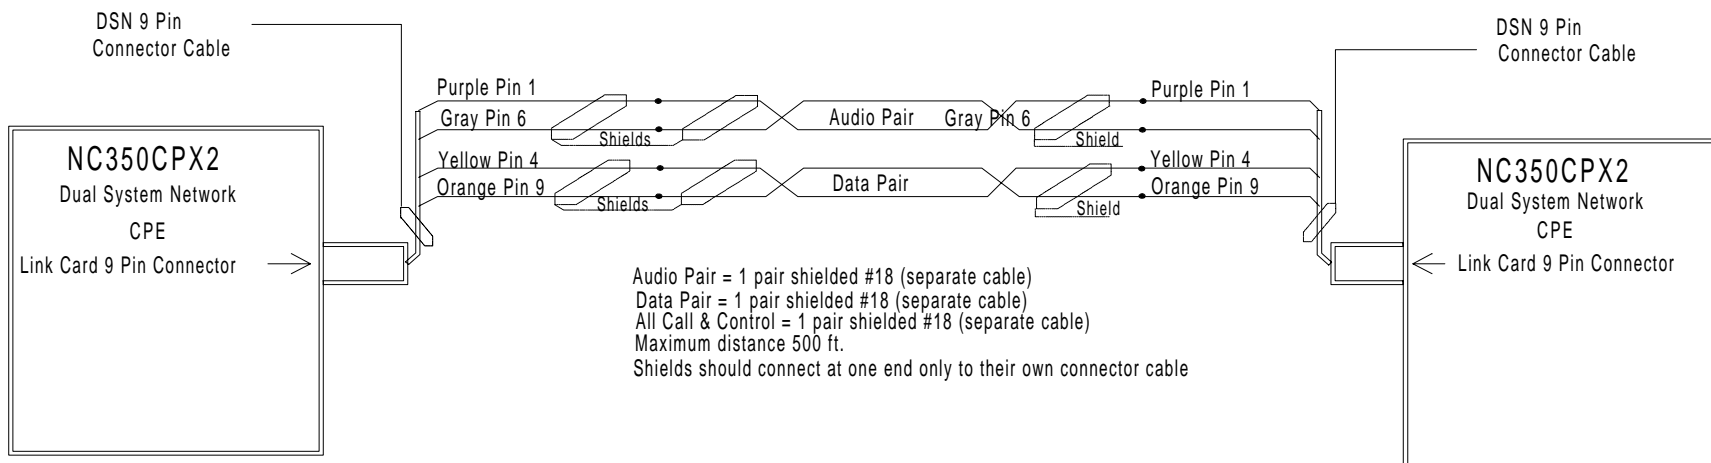 DSN 9 Pin
Connector Cable
DSN 9 Pin
Connector Cable
Purple Pin 1
Purple Pin 1
Gray Pin 6
Audio Pair
Gray Pin 6
Shields
Shield
Yellow Pin 4
Yellow Pin 4
Orange Pin 9
Data Pair
Orange Pin 9
Shields
Shield
NC350CPX2
Dual System Network
CPE
Link Card 9 Pin Connector
NC350CPX2
Dual System Network
CPE
Link Card 9 Pin Connector
Audio Pair = 1 pair shielded #18 (separate cable)
Data Pair = 1 pair shielded #18 (separate cable)
All Call & Control = 1 pair shielded #18 (separate cable)
Maximum distance 500 ft.
Shields should connect at one end only to their own connector cable